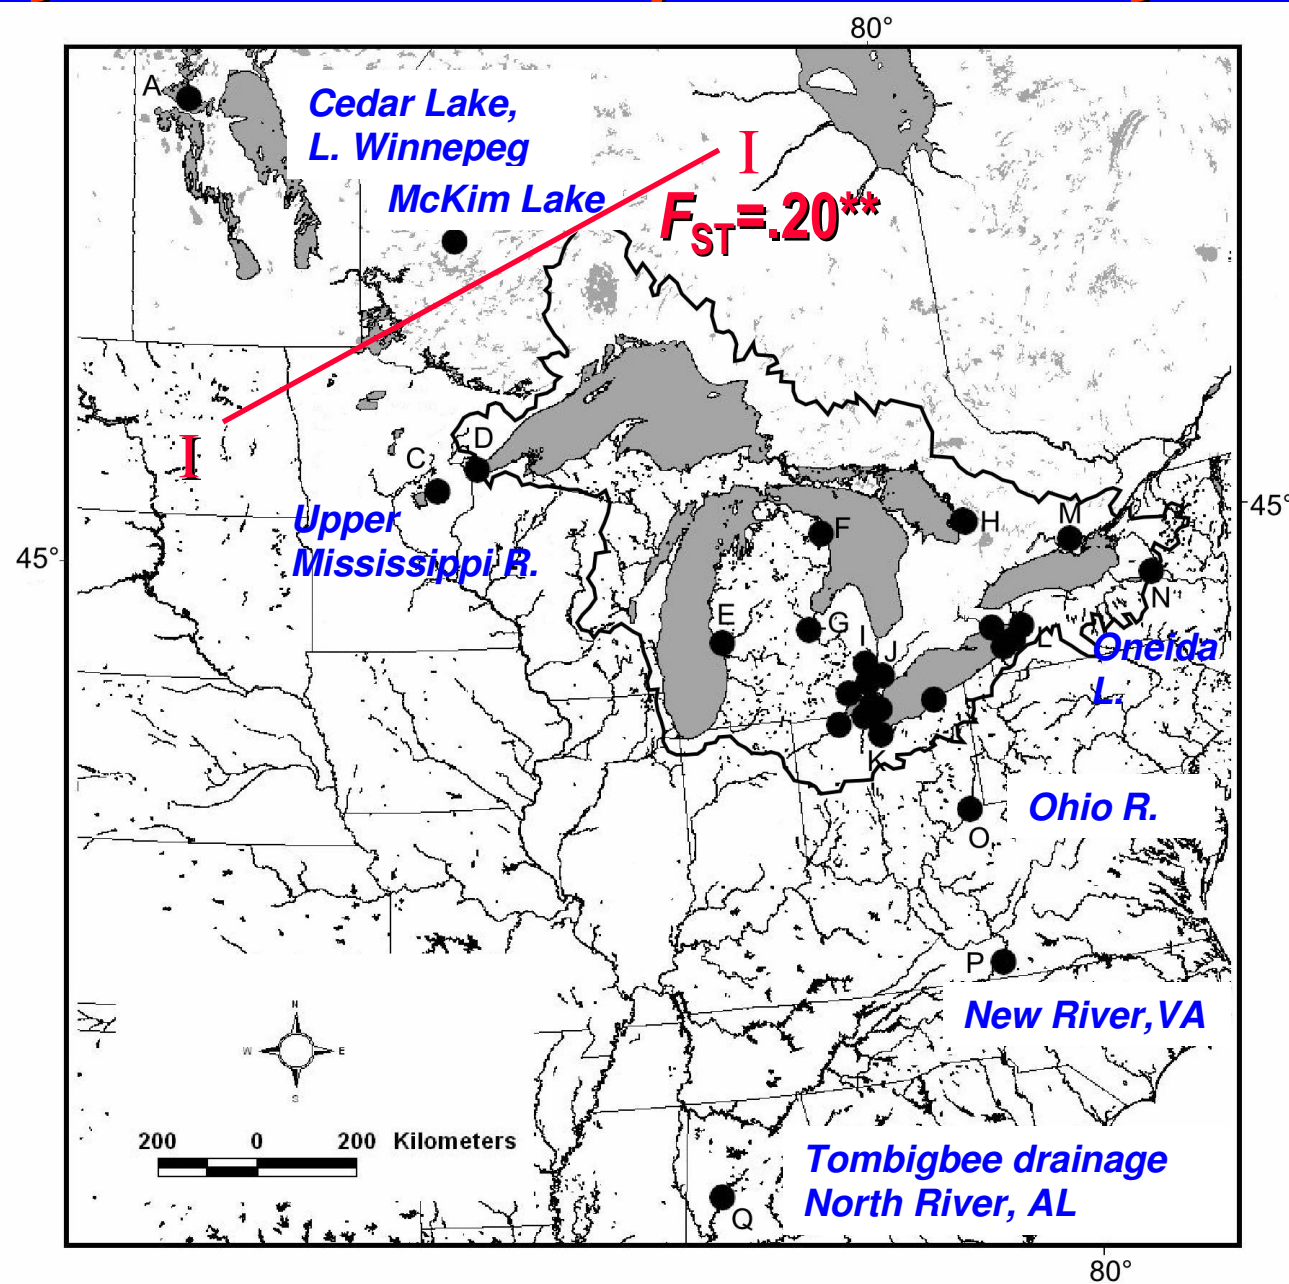 80°
A
Cedar Lake,
L. Winnepeg
McKim Lake
I
F_ST=.20**
I
C
D
Upper
Mississippi R.
45°
45°
F
H
M
E
G
I
J
L
N
Oneida
L.
K
Ohio R.
O
P
New River,VA
N
W
E
S
200 0 200 Kilometers
Tombigbee drainage
North River, AL
Q
80°